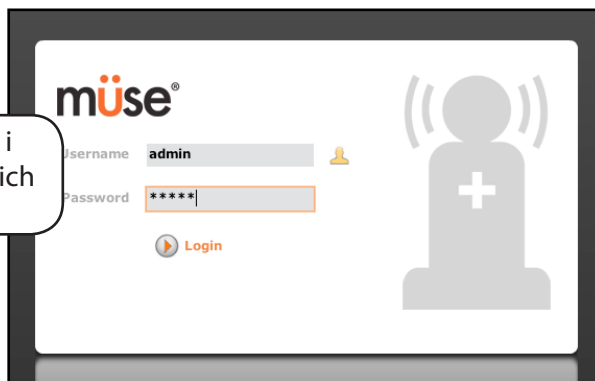 müse®
i
ich
Username admin
Password *****
Login